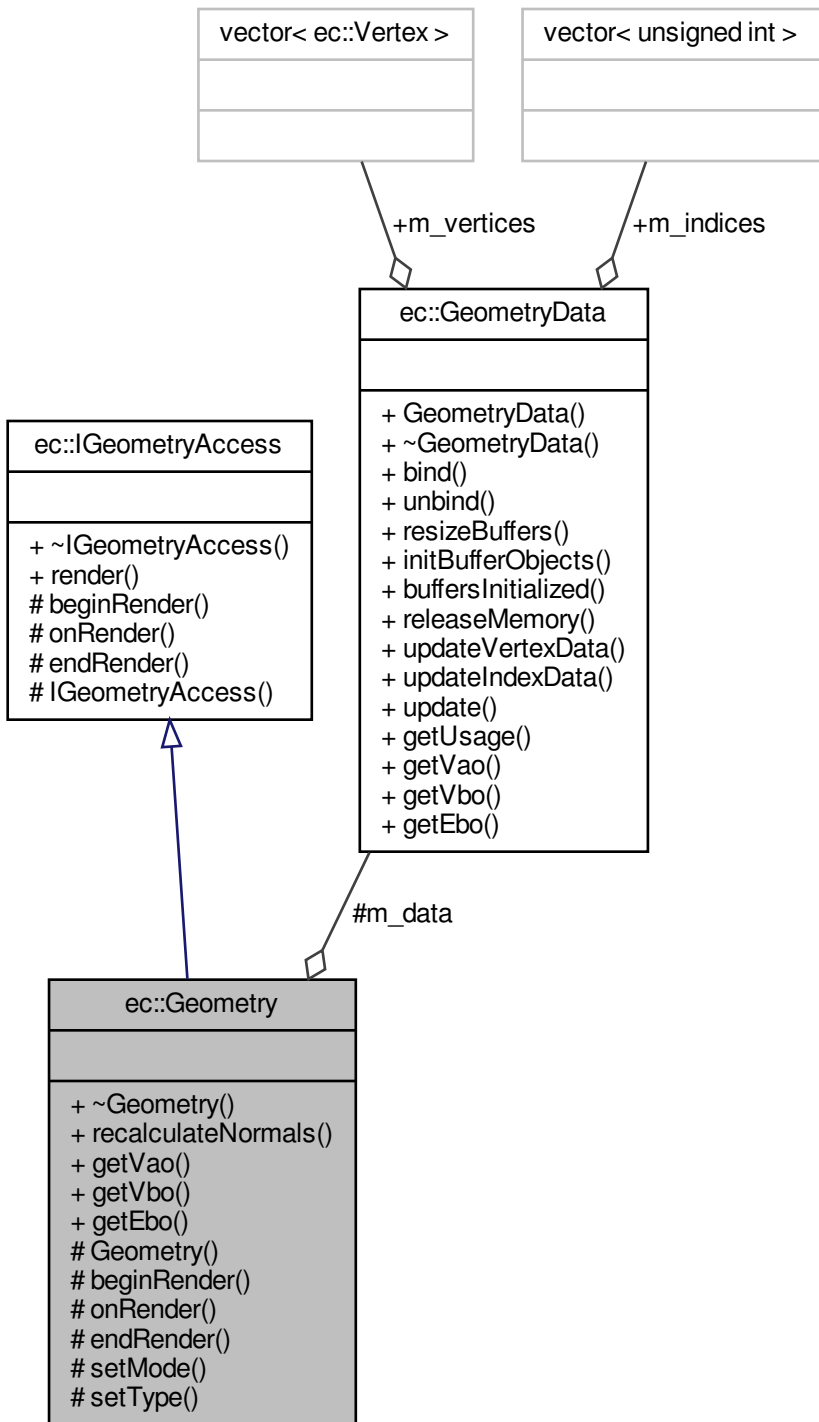 vector< ec::Vertex >
vector< unsigned int >
+m_vertices
+m_indices
ec::GeometryData
+ GeometryData()
+ ~GeometryData()
+ bind()
+ unbind()
+ resizeBuffers()
+ initBufferObjects()
+ buffersInitialized()
+ releaseMemory()
+ updateVertexData()
+ updateIndexData()
+ update()
+ getUsage()
+ getVao()
+ getVbo()
+ getEbo()
ec::IGeometryAccess
+ ~IGeometryAccess()
+ render()
# beginRender()
# onRender()
# endRender()
# IGeometryAccess()
#m_data
ec::Geometry
+ ~Geometry()
+ recalculateNormals()
+ getVao()
+ getVbo()
+ getEbo()
# Geometry()
# beginRender()
# onRender()
# endRender()
# setMode()
# setType()